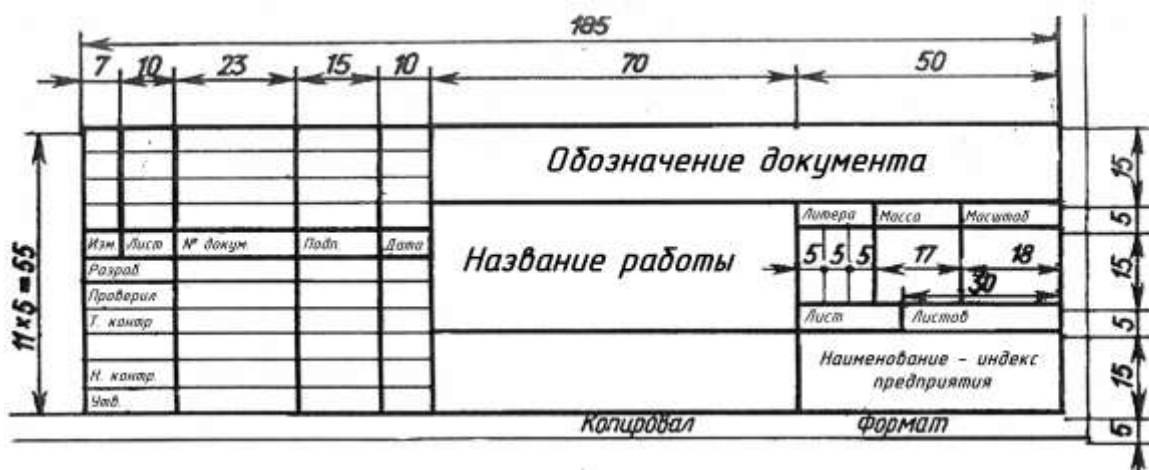 185
7 10 23 15 10 70 50
Обозначение документа
15
Литера Масса Масштаб
5
Изм. Лист № докум. Подп. Дата
Название работы
5 5 5 17 18
15
30
Разраб.
Проверил
Т. контр
Лист Листов
5
11x5=55
Н. контр
Утв.
Наименование - индекс
предприятия
15
Копировал формат
5